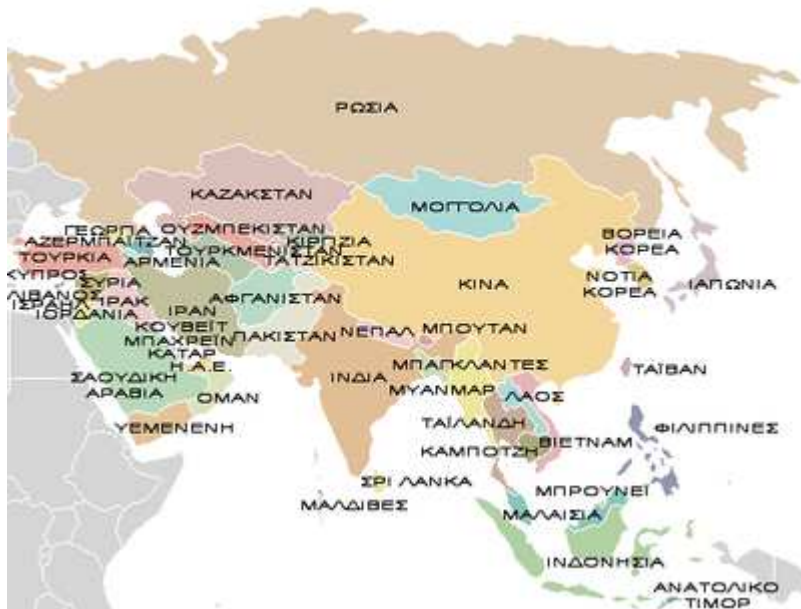 ΡΩΣΙΑ
ΚΑΖΑΚΣΤΑΝ
ΜΟΓΓΟΛΙΑ
ΓΕΩΡΓΙΑ
ΟΥΖΜΠΕΚΙΣΤΑΝ
ΒΟΡΕΙΑ
ΚΟΡΕΑ
ΑΖΕΡΜΠΑΪΤΖΑΝ
ΚΙΡΓΙΖΙΑ
ΤΟΥΡΚΜΕΝΙΣΤΑΝ
ΤΟΥΡΚΙΑ
ΑΡΜΕΝΙΑ
ΤΑΤΖΙΚΙΣΤΑΝ
ΚΥΠΡΟΣ
ΣΥΡΙΑ
ΝΟΤΙΑ
ΚΟΡΕΑ
ΙΑΠΩΝΙΑ
ΚΙΝΑ
ΛΙΒΑΝΟΣ
ΙΡΑΚ
ΑΦΓΑΝΙΣΤΑΝ
ΙΣΡΑΗΛ
ΙΟΡΔΑΝΙΑ
ΙΡΑΝ
ΚΟΥΒΕΪΤ
ΠΑΚΙΣΤΑΝ
ΝΕΠΑΛ
ΜΠΟΥΤΑΝ
ΜΠΑΧΡΕΪΝ
ΚΑΤΑΡ
Η.Α.Ε.
ΜΠΑΓΚΛΑΝΤΕΣ
ΤΑΪΒΑΝ
ΣΑΟΥΔΙΚΗ
ΑΡΑΒΙΑ
ΙΝΔΙΑ
ΜΥΑΝΜΑΡ
ΛΑΟΣ
ΟΜΑΝ
ΤΑΪΛΑΝΔΗ
ΥΕΜΕΝΕΝΗ
ΒΙΕΤΝΑΜ
ΦΙΛΙΠΠΙΝΕΣ
ΚΑΜΠΟΤΖΗ
ΣΡΙ ΛΑΝΚΑ
ΜΠΡΟΥΝΕΪ
ΜΑΛΔΙΒΕΣ
ΜΑΛΑΙΣΙΑ
ΙΝΔΟΝΗΣΙΑ
ΑΝΑΤΟΛΙΚΟ
ΤΙΜΟΡ